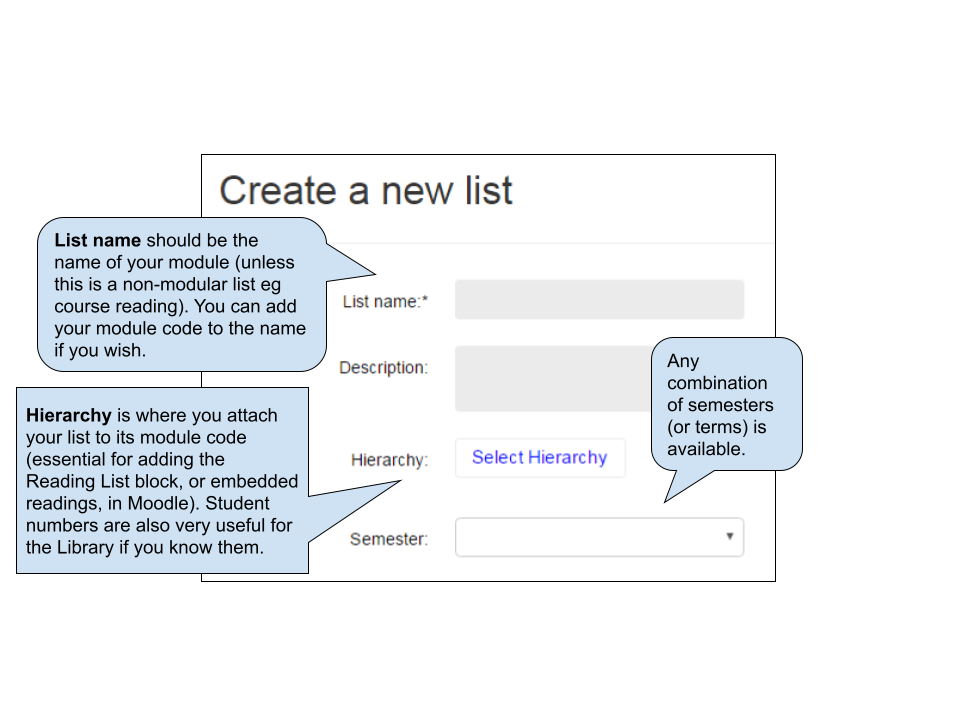 Create a new list
List name should be the
name of your module (unless
this is a non-modular list eg
course reading). You can add
your module code to the name
if you wish.
List name:*
Description:
Any
combination
of semesters
(or terms) is
available.
Hierarchy is where you attach
your list to its module code
(essential for adding the
Reading List block, or embedded
readings, in Moodle). Student
numbers are also very useful for
the Library if you know them.
Hierarchy:
Select Hierarchy
Semester: